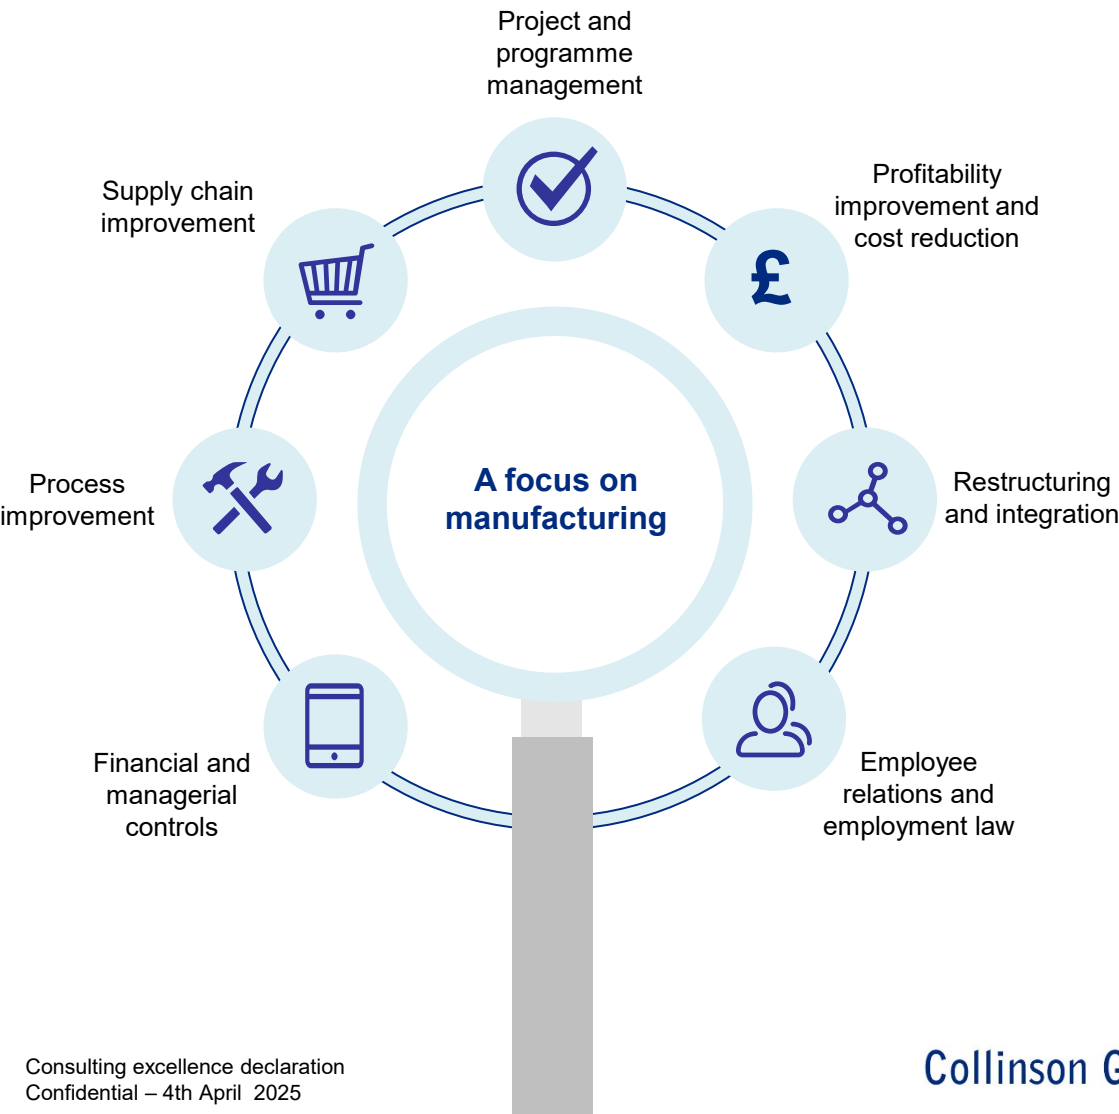 Project and
programme
management
Supply chain
improvement
Profitability
improvement and
cost reduction
£
Process
improvement
A focus on
manufacturing
Restructuring
and integration
Financial and
managerial
controls
Employee
relations and
employment law
Consulting excellence declaration
Confidential – 4th April 2025
Collinson G